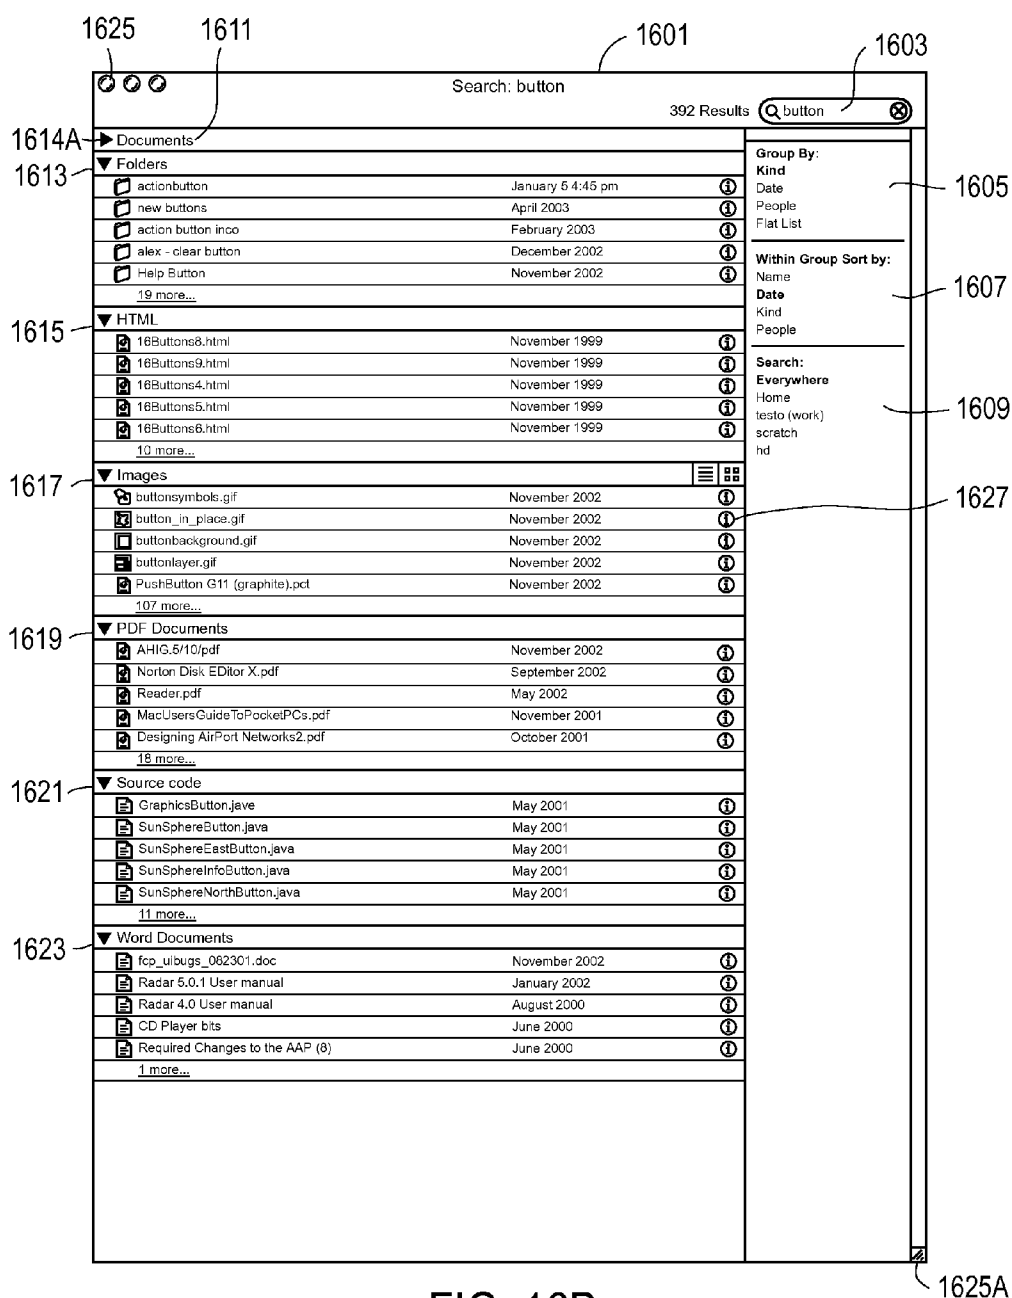 1625
1611
1601
1603
Search: button
392 Results
button
1614A
Documents
1613
Folders
actionbutton January 5 4:45 pm
new buttons April 2003
action button inco February 2003
alex - clear button December 2002
Help Button November 2002
19 more...
Group By:
Kind
Date
People
Flat List
1605
Within Group Sort by:
Name
Date
Kind
People
1607
Search:
Everywhere
Home
testo (work)
scratch
hd
1609
1615
HTML
16Buttons8.html November 1999
16Buttons9.html November 1999
16Buttons4.html November 1999
16Buttons5.html November 1999
16Buttons6.html November 1999
10 more...
1617
Images
buttonsymbols.gif November 2002
button_in_place.gif November 2002
1627
buttonbackground.gif November 2002
buttonlayer.gif November 2002
PushButton G11 (graphite).pct November 2002
107 more...
1619
PDF Documents
AHIG.5/10/pdf November 2002
Norton Disk EDitor X.pdf September 2002
Reader.pdf May 2002
MacUsersGuideToPocketPCs.pdf November 2001
Designing AirPort Networks2.pdf October 2001
18 more...
1621
Source code
GraphicsButton.jave May 2001
SunSphereButton.java May 2001
SunSphereEastButton.java May 2001
SunSphereInfoButton.java May 2001
SunSphereNorthButton.java May 2001
11 more...
1623
Word Documents
fcp_uibugs_082301.doc November 2002
Radar 5.0.1 User manual January 2002
Radar 4.0 User manual August 2000
CD Player bits June 2000
Required Changes to the AAP (8) June 2000
1 more...
1625A